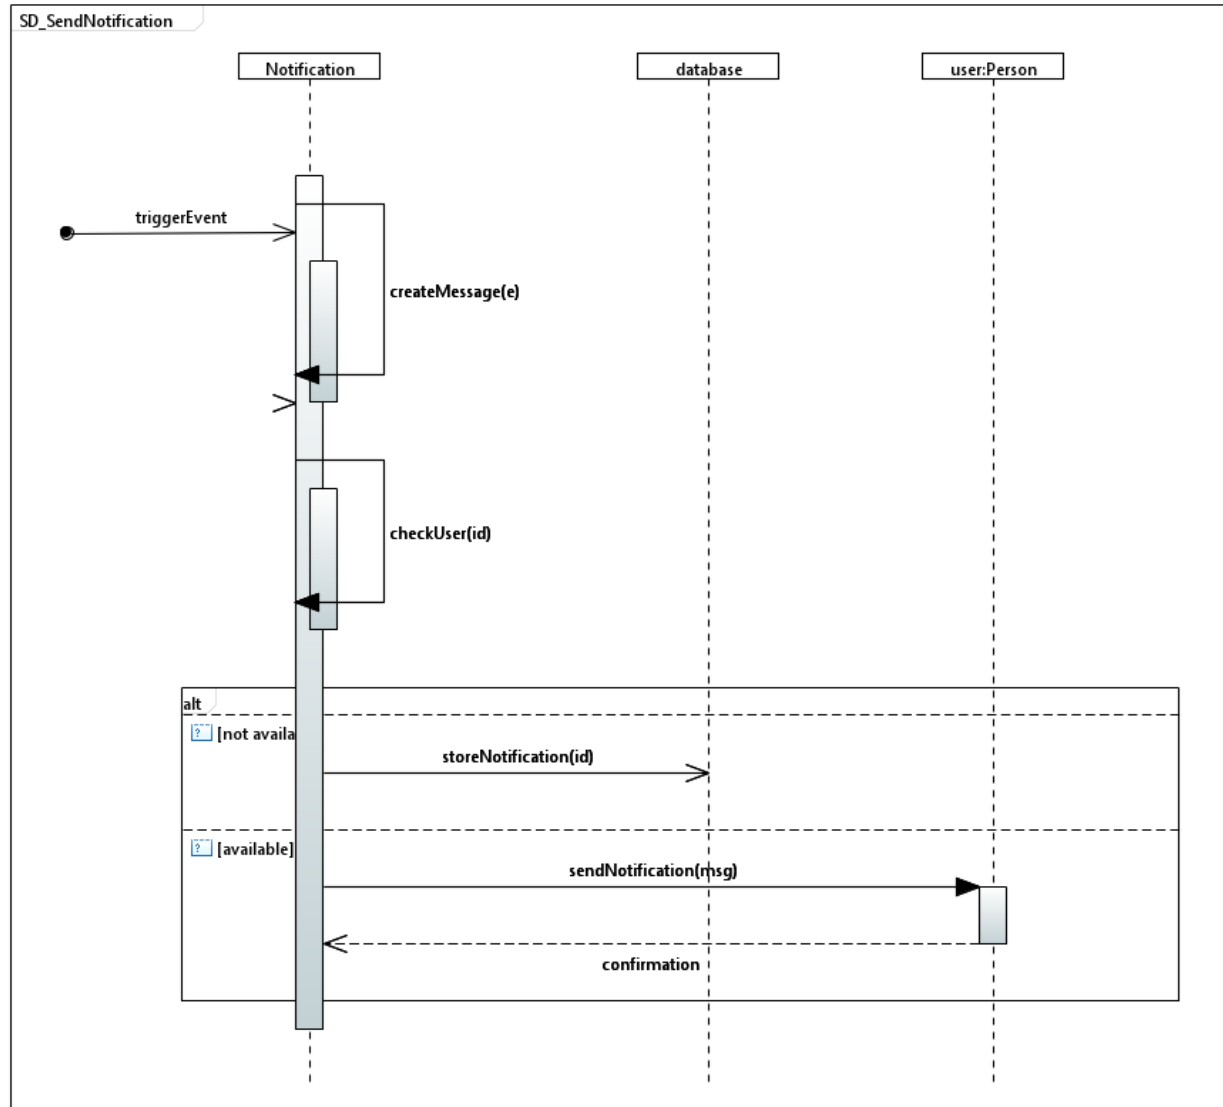 SD_SendNotification
Notification
database
user:Person
triggerEvent
createMessage(e)
checkUser(id)
alt
? [not availa
storeNotification(id)
? [available]
sendNotification(msg)
confirmation